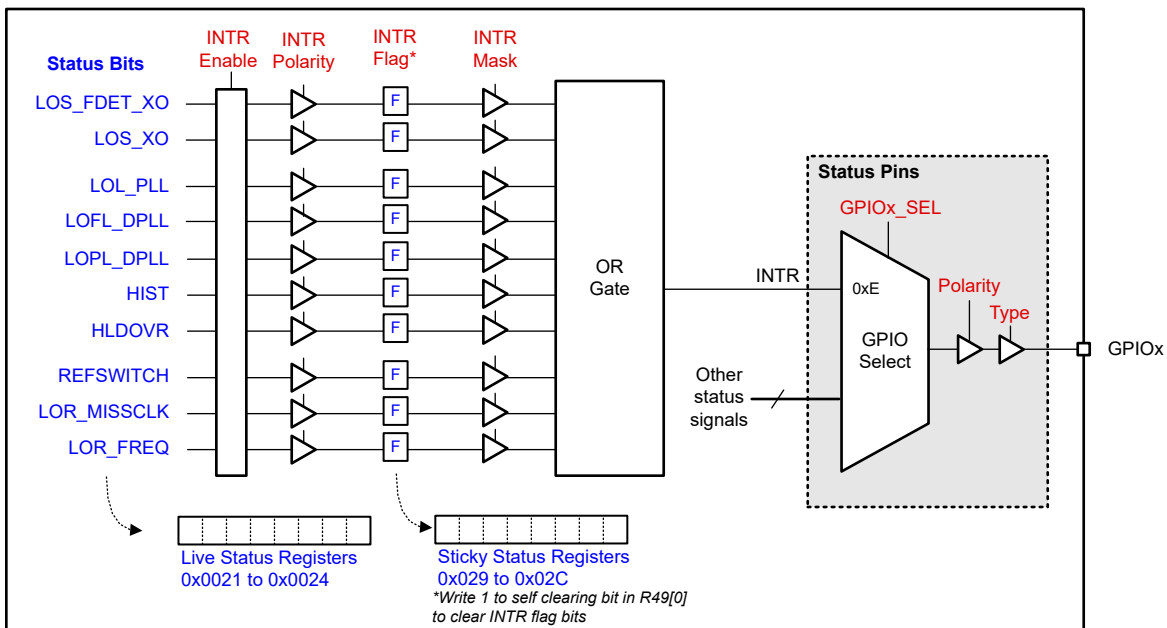 INTR
Enable
INTR
Polarity
INTR
Flag*
INTR
Mask
Status Bits
LOS_FDET_XO
F
LOS_XO
F
LOL_PLL
F
LOFL_DPLL
F
LOPL_DPLL
F
HIST
F
HLDOVR
F
REFSWITCH
F
LOR_MISSCLK
F
LOR_FREQ
F
OR
Gate
INTR
Status Pins
GPIOx_SEL
0xE
GPIO
Select
Polarity
Type
GPIOx
Other
status
signals
Live Status Registers
0x0021 to 0x0024
Sticky Status Registers
0x029 to 0x02C
*Write 1 to self clearing bit in R49[0]
to clear INTR flag bits